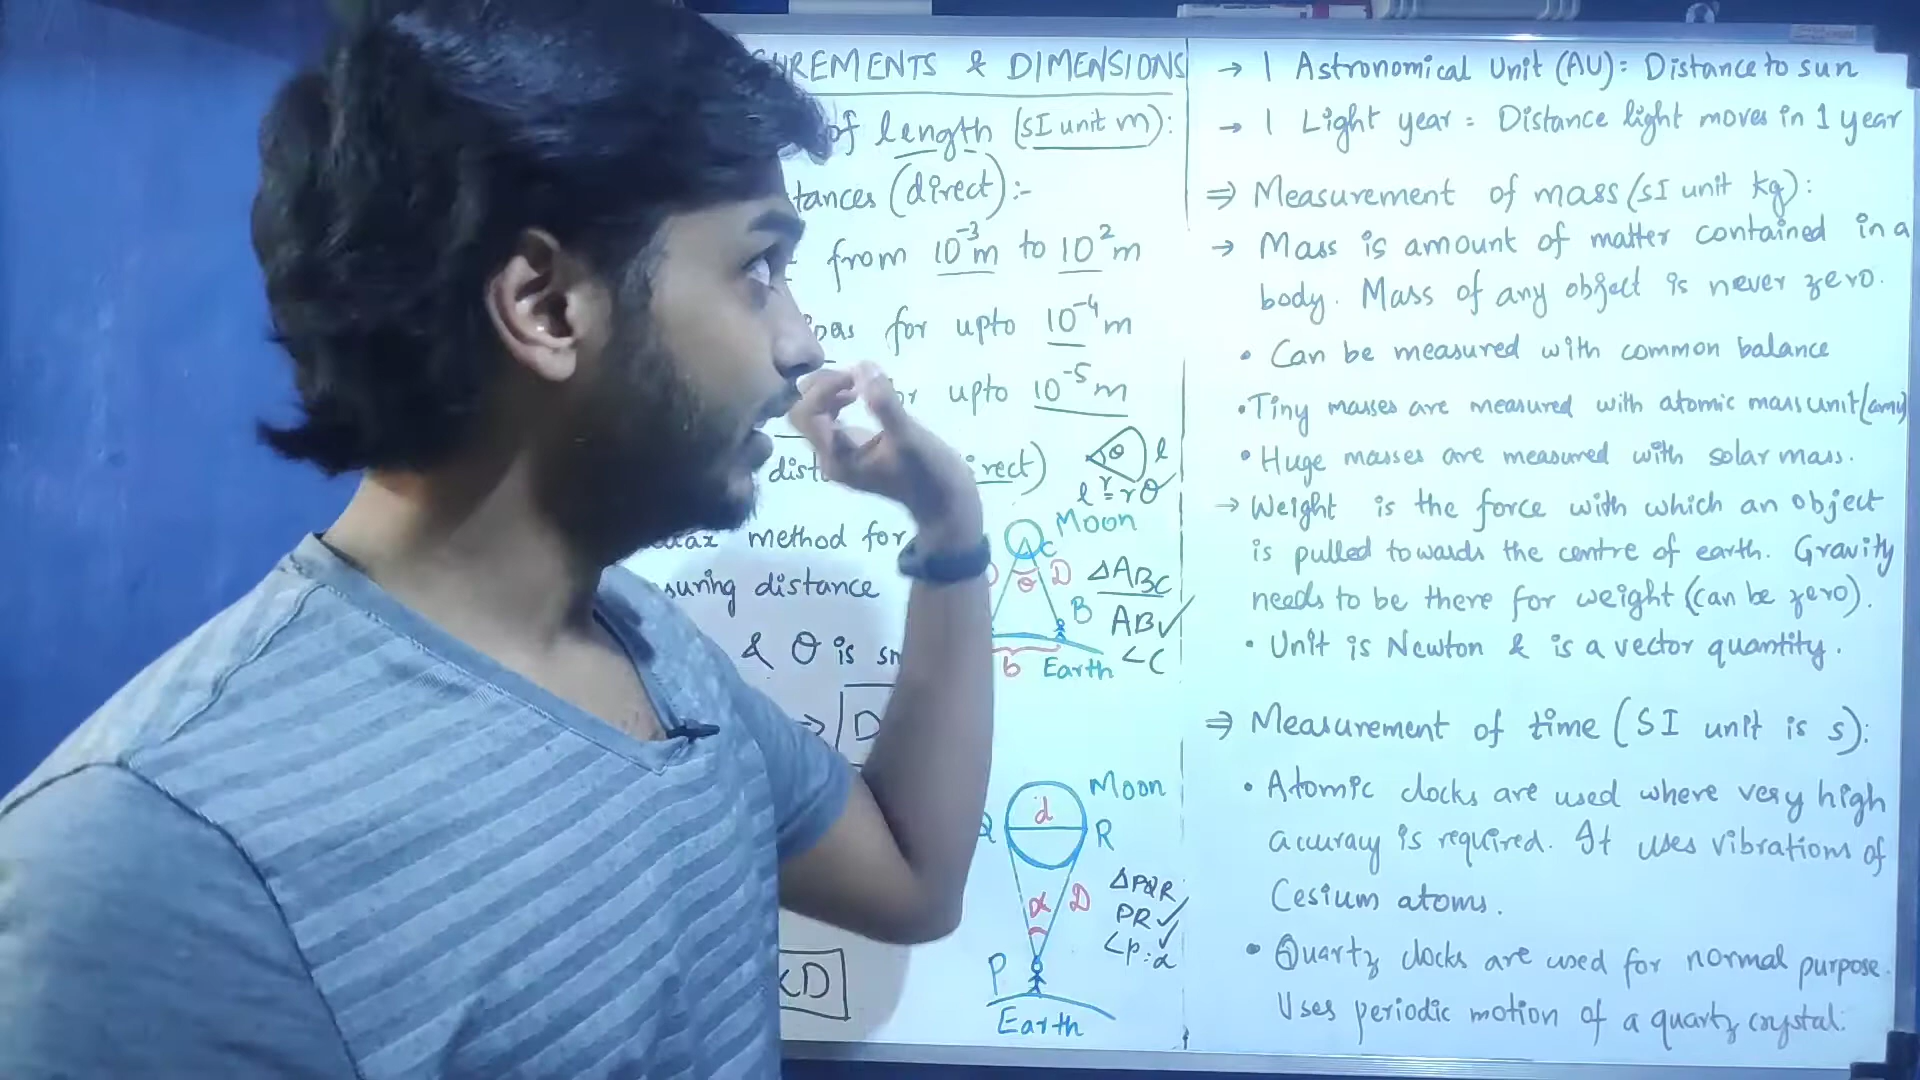 UREMENTS & DIMENSIONS
of length (SI unit m):
tances (direct):-
from 10⁻³m to 10²m
for upto 10⁻⁴m
upto 10⁻⁵m
dist irect)
θ l
r
l = rθ
method for
suring distance
& θ is sm
⇒ D
Moon
C
θ D
B
b Earth
△ABC
AB✓
∠C
Moon
d
Q R
α D
P
Earth
△PQR
PR✓
∠P:α✓
D
→ 1 Astronomical Unit (AU): Distance to sun
→ 1 Light year = Distance light moves in 1 year
⇒ Measurement of mass (SI unit kg):
→ Mass is amount of matter contained in a
body. Mass of any object is never zero.
• Can be measured with common balance
• Tiny masses are measured with atomic mass unit (amu)
• Huge masses are measured with solar mass.
→ Weight is the force with which an object
is pulled towards the centre of earth. Gravity
needs to be there for weight (can be zero).
• Unit is Newton & is a vector quantity.
⇒ Measurement of time (SI unit is s):
• Atomic clocks are used where very high
accuracy is required. It uses vibrations of
Cesium atoms.
• Quartz clocks are used for normal purpose.
Uses periodic motion of a quartz crystal.